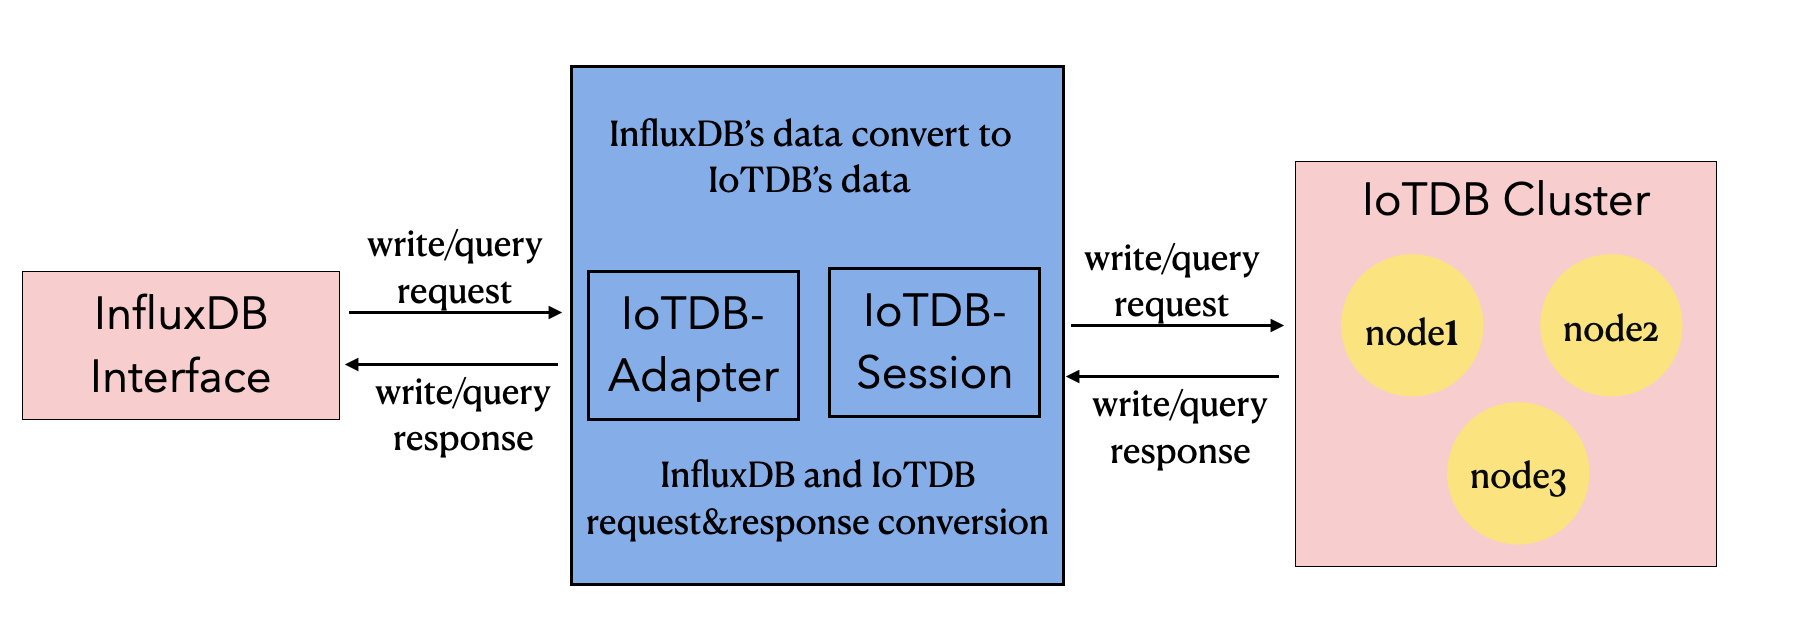 InfluxDB
Interface
write/query
request
write/query
response
InfluxDB’s data convert to
IoTDB’s data
IoTDB-
Adapter
IoTDB-
Session
InfluxDB and IoTDB
request&response conversion
write/query
request
write/query
response
IoTDB Cluster
node1
node2
node3